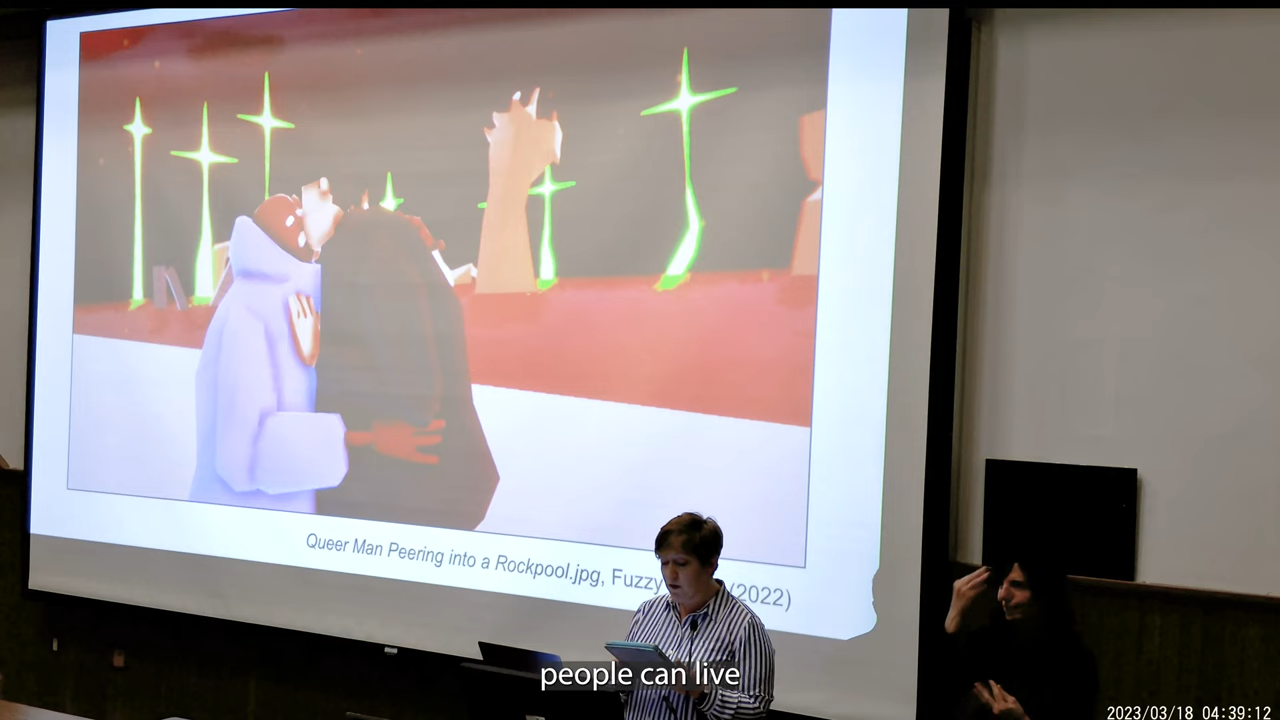 Queer Man Peering into a Rockpool.jpg, Fuzzy (2022)
people can live
2023/03/18 04:39:12